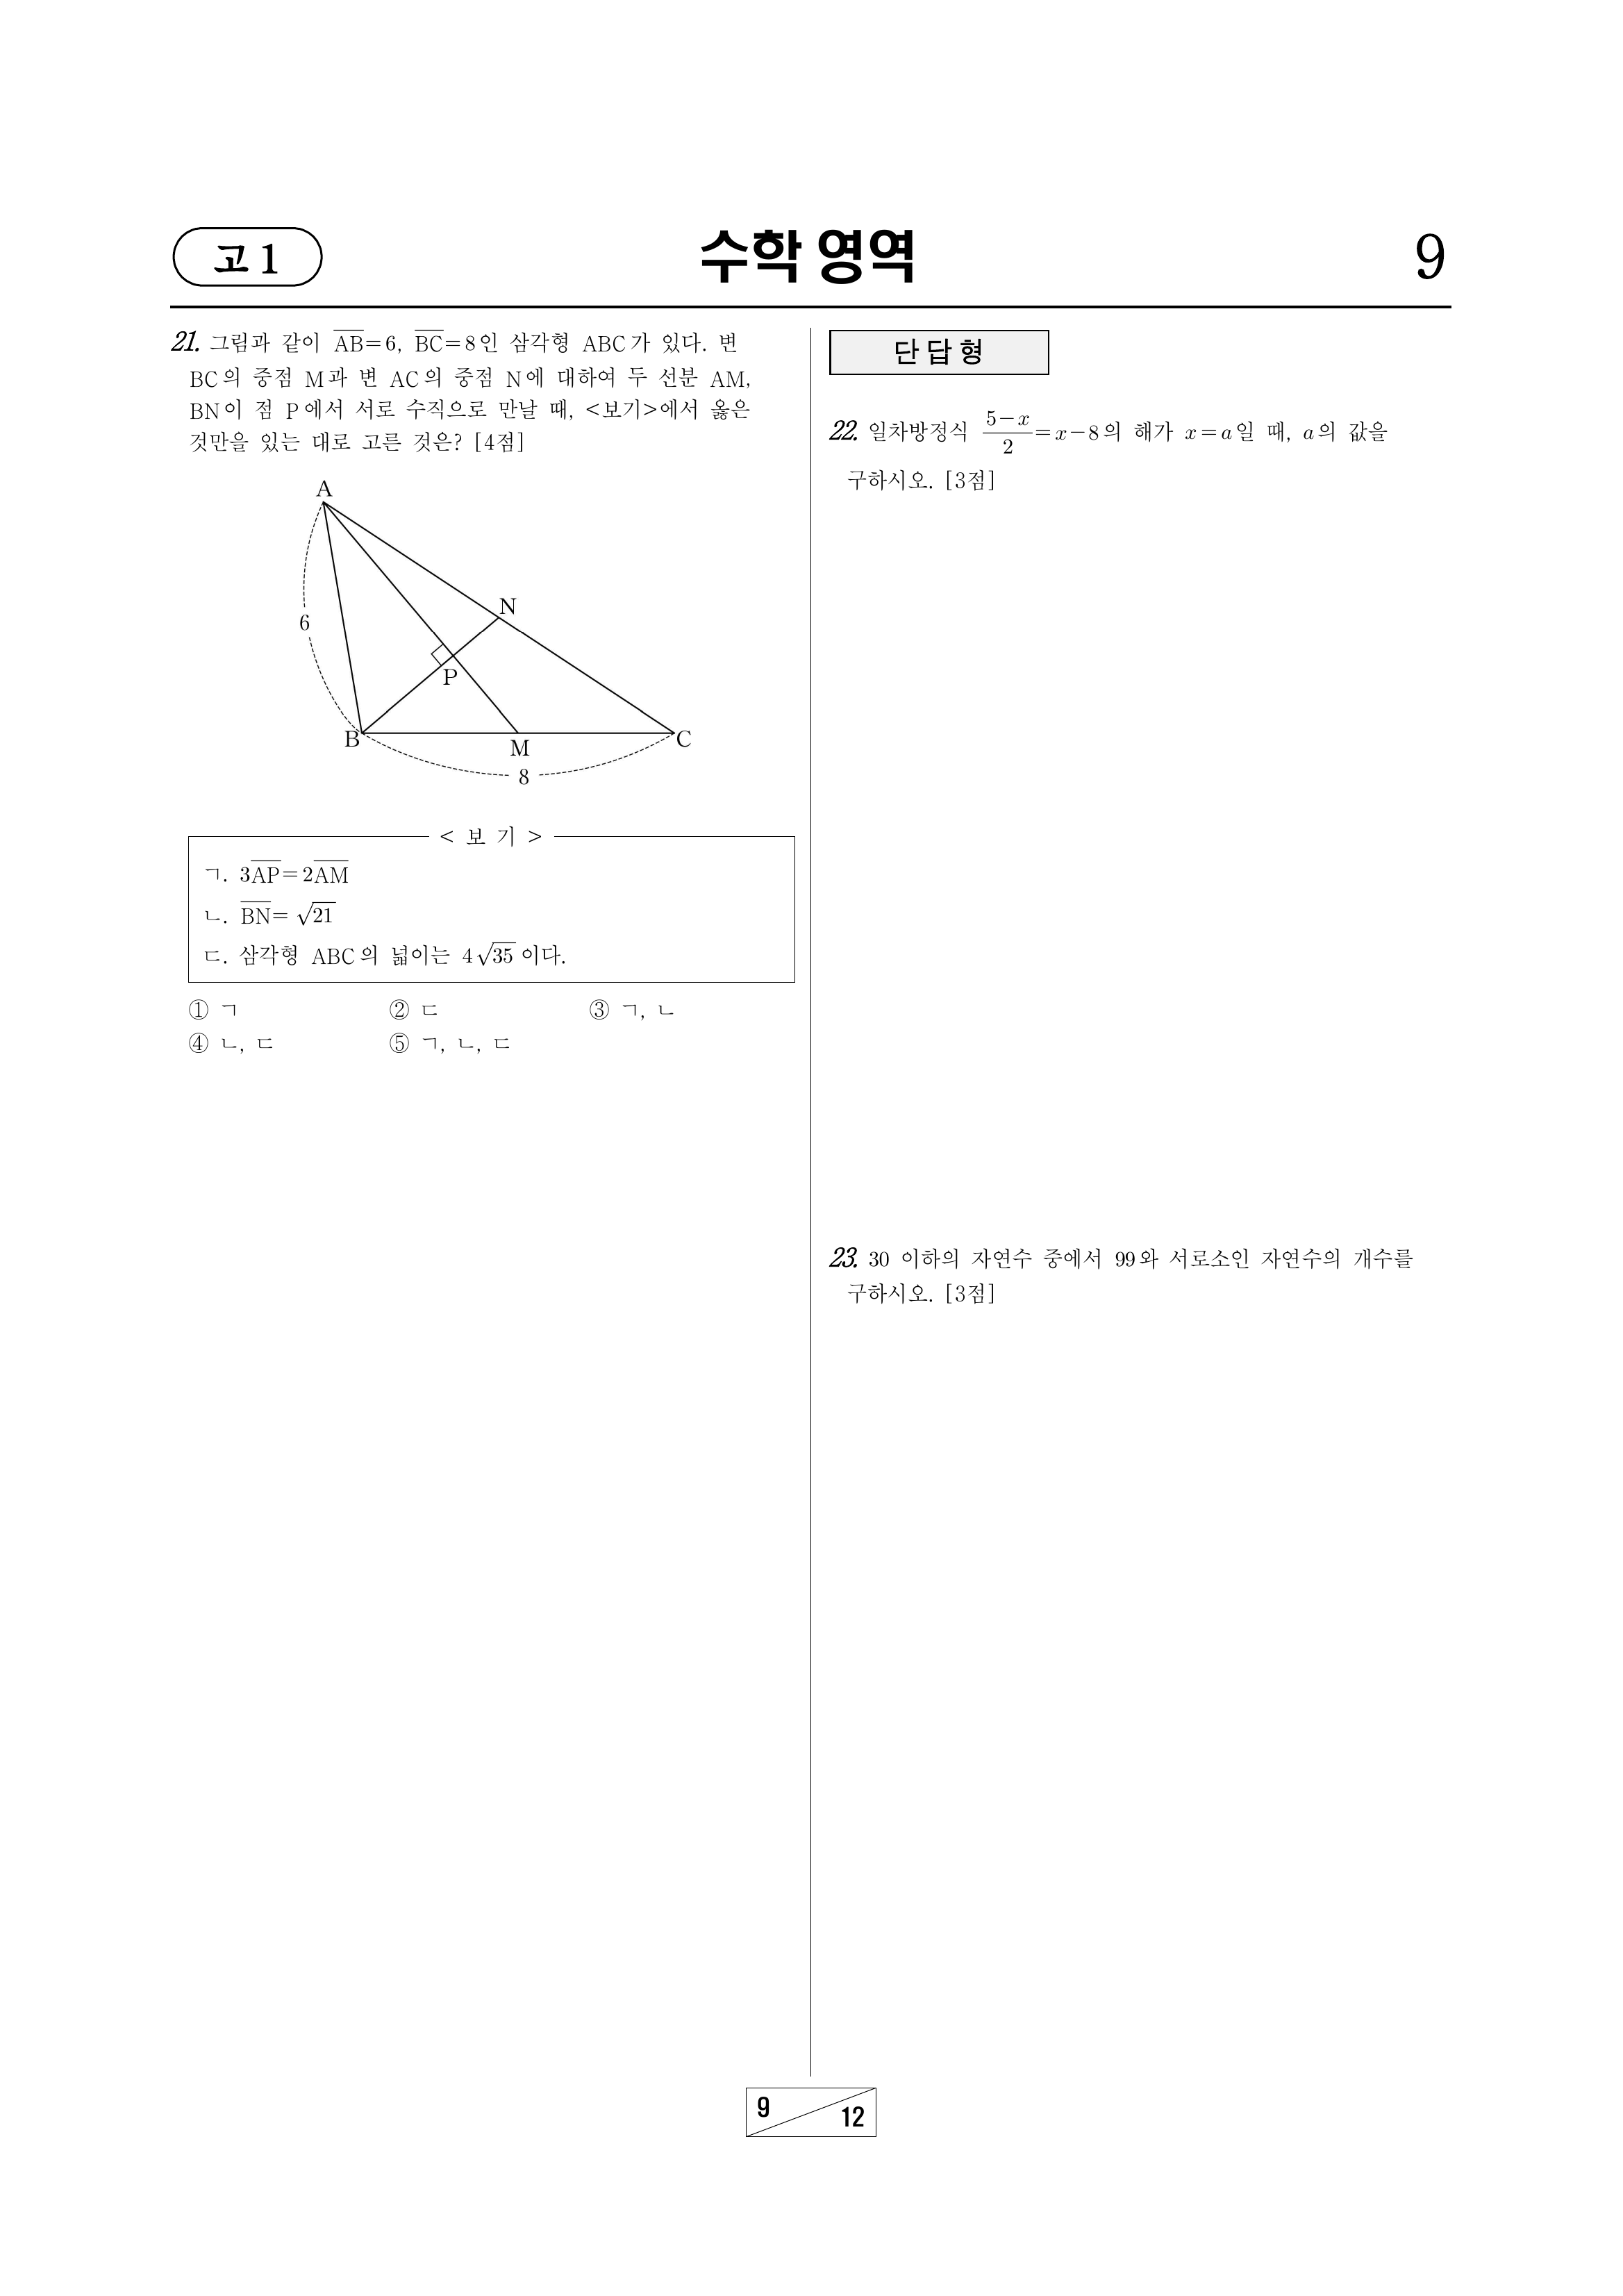 고 1
수학 영역
9
21. 그림과 같이 $\overline{AB}=6$, $\overline{BC}=8$인 삼각형 ABC가 있다. 변
BC의 중점 M과 변 AC의 중점 N에 대하여 두 선분 AM,
BN이 점 P에서 서로 수직으로 만날 때, <보기>에서 옳은
것만을 있는 대로 고른 것은? [4점]
A
N
6
P
B
M
C
8
< 보 기 >
ㄱ. $3\overline{AP}=2\overline{AM}$
ㄴ. $\overline{BN}=\sqrt{21}$
ㄷ. 삼각형 ABC의 넓이는 $4\sqrt{35}$이다.
① ㄱ ② ㄷ ③ ㄱ, ㄴ
④ ㄴ, ㄷ ⑤ ㄱ, ㄴ, ㄷ
단 답 형
22. 일차방정식 $\frac{5-x}{2}=x-8$의 해가 $x=a$일 때, $a$의 값을
구하시오. [3점]
23. 30 이하의 자연수 중에서 99와 서로소인 자연수의 개수를
구하시오. [3점]
9
12